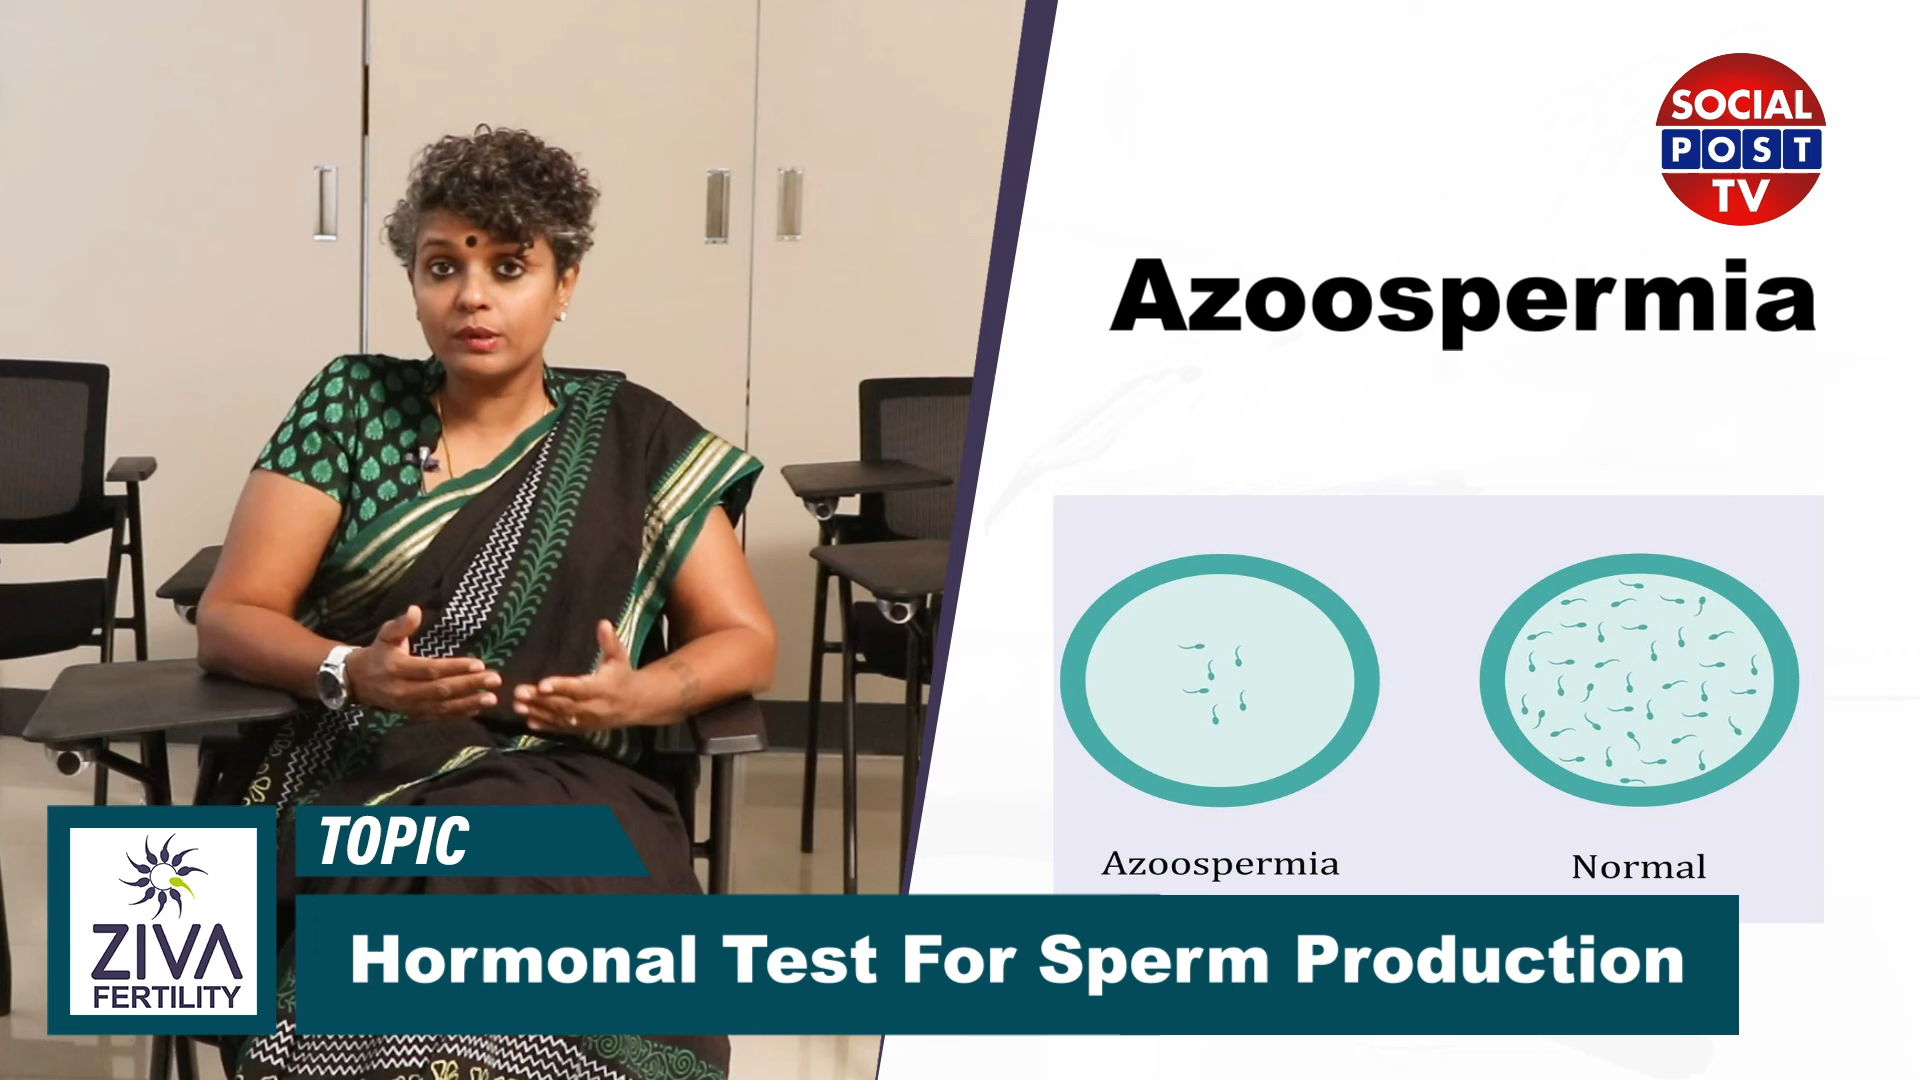 SOCIAL
POST
TV
Azoospermia
Azoospermia
Normal
TOPIC
Hormonal Test For Sperm Production
ZIVA
FERTILITY